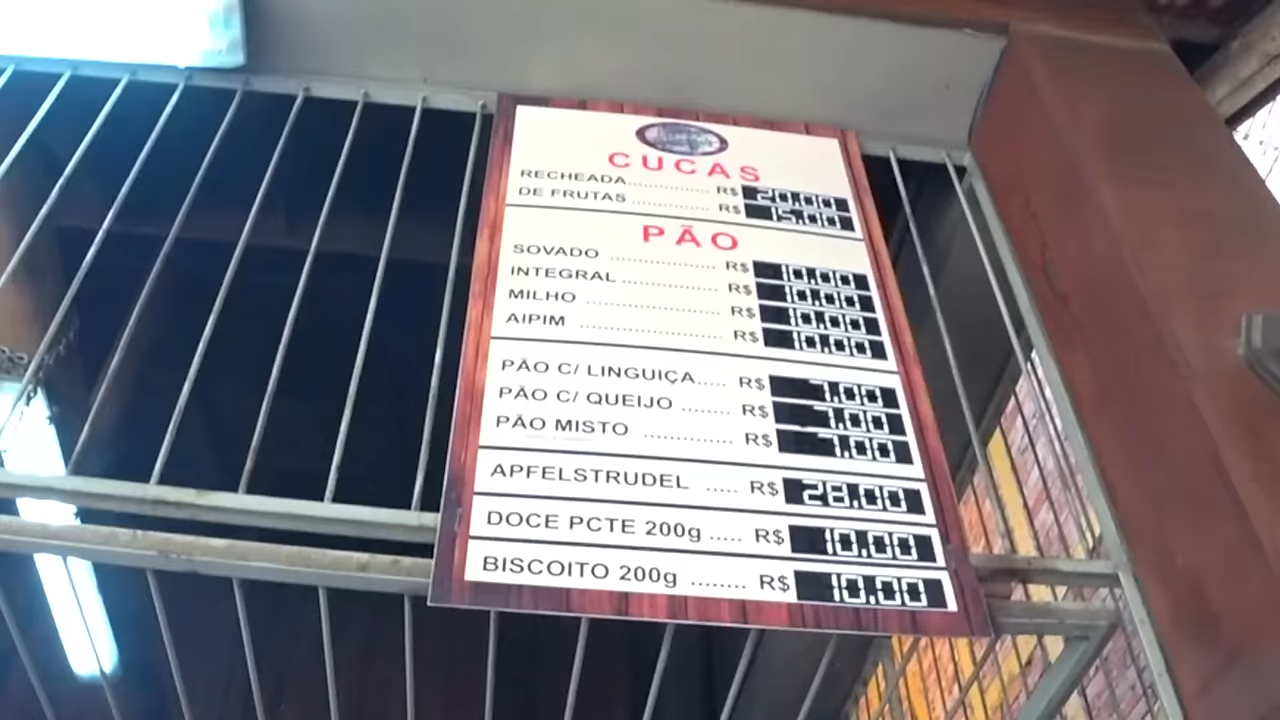 CUCAS
RECHEADA................ R$ 20.00
DE FRUTAS ............... R$ 15.00
PÃO
SOVADO .................... R$ 10.00
INTEGRAL .................. R$ 10.00
MILHO ......................... R$ 10.00
AIPIM ........................... R$ 10.00
PÃO C/ LINGUIÇA..... R$ 7.00
PÃO C/ QUEIJO ........ R$ 7.00
PÃO MISTO .............. R$ 7.00
APFELSTRUDEL ..... R$ 28.00
DOCE PCTE 200g ..... R$ 10.00
BISCOITO 200g ........ R$ 10.00